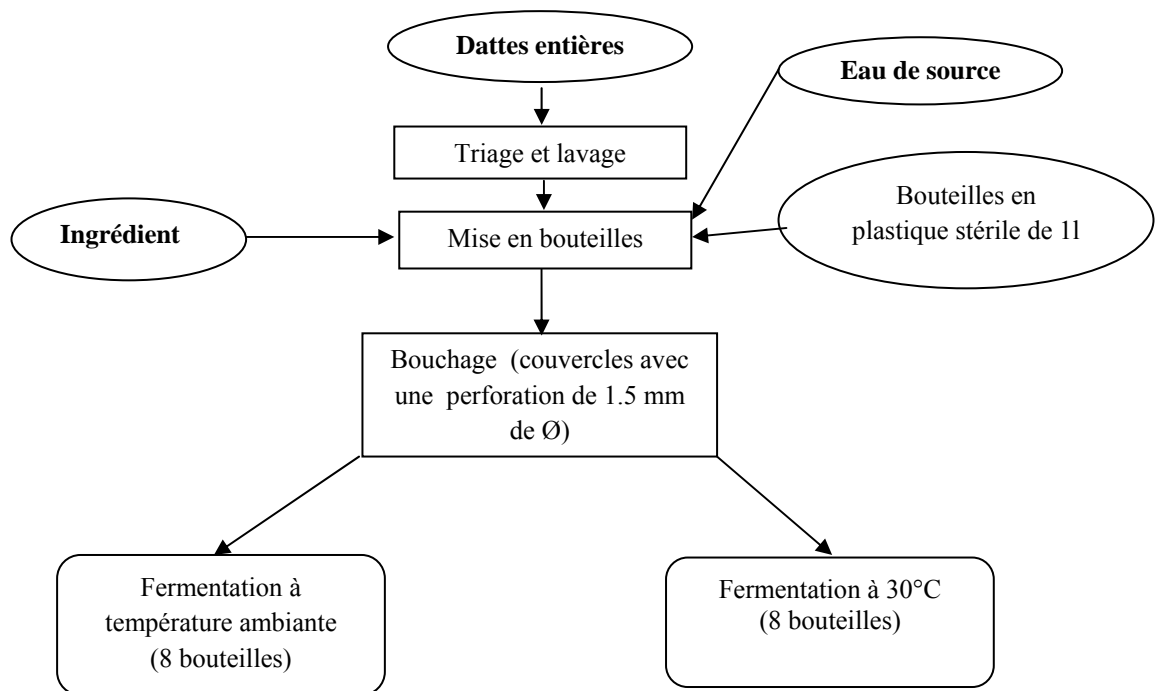 Dattes entières
Eau de source
Triage et lavage
Bouteilles en
plastique stérile de 1l
Ingrédient
Mise en bouteilles
Bouchage (couvercles avec
une perforation de 1.5 mm
de Ø)
Fermentation à
température ambiante
(8 bouteilles)
Fermentation à 30°C
(8 bouteilles)